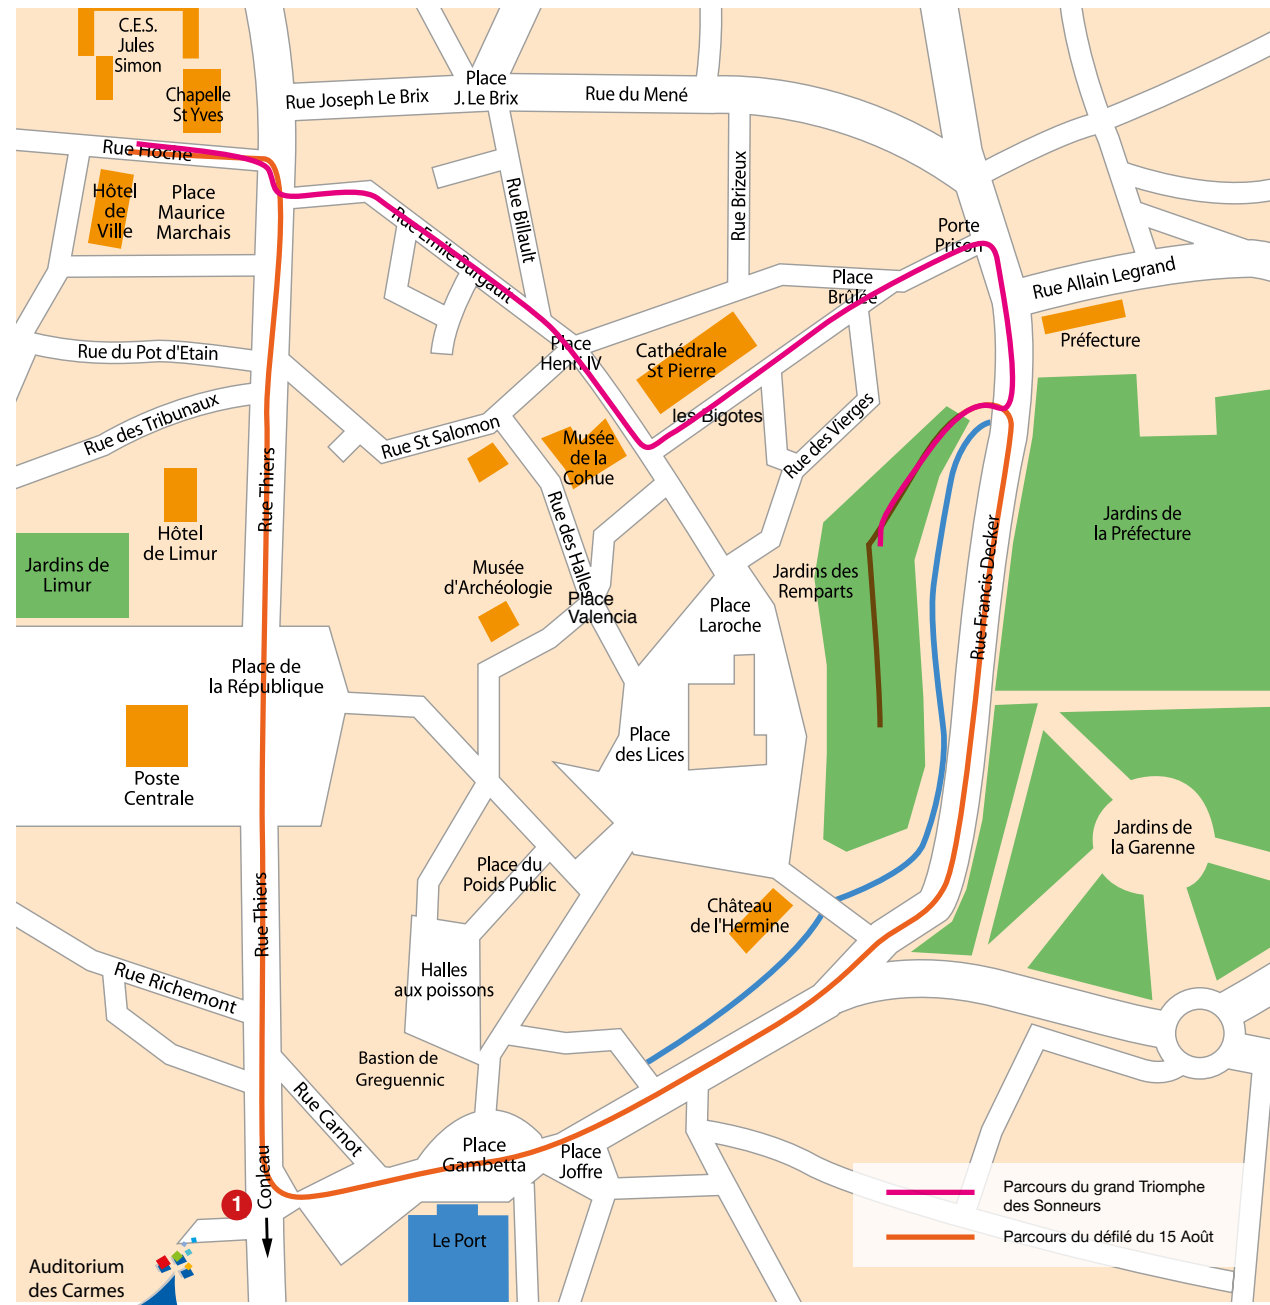 C.E.S.
Jules
Simon
Chapelle
St Yves
Rue Joseph Le Brix
Place
J. Le Brix
Rue du Mené
Rue Hoche
Hôtel
de
Ville
Place
Maurice
Marchais
Rue Emile Burgault
Rue Billault
Rue Brizeux
Porte
Prison
Place
Brûlée
Rue Allain Legrand
Préfecture
Rue du Pot d'Etain
Place
Henri IV
Cathédrale
St Pierre
les Bigotes
Rue des Tribunaux
Rue St Salomon
Musée
de la
Cohue
Rue des Vierges
Rue Thiers
Hôtel
de Limur
Rue des Halles
Jardins de
la Préfecture
Jardins de
Limur
Musée
d'Archéologie
Place
Valencia
Place
Laroche
Jardins des
Remparts
Rue Francis Decker
Place de
la République
Place
des Lices
Poste
Centrale
Jardins de
la Garenne
Place du
Poids Public
Rue Thiers
Château
de l'Hermine
Rue Richemont
Halles
aux poissons
Bastion de
Greguennic
Rue Carnot
Place
Gambetta
Place
Joffre
Conleau
1
Le Port
Auditorium
des Carmes
Parcours du grand Triomphe
des Sonneurs
Parcours du défilé du 15 Août